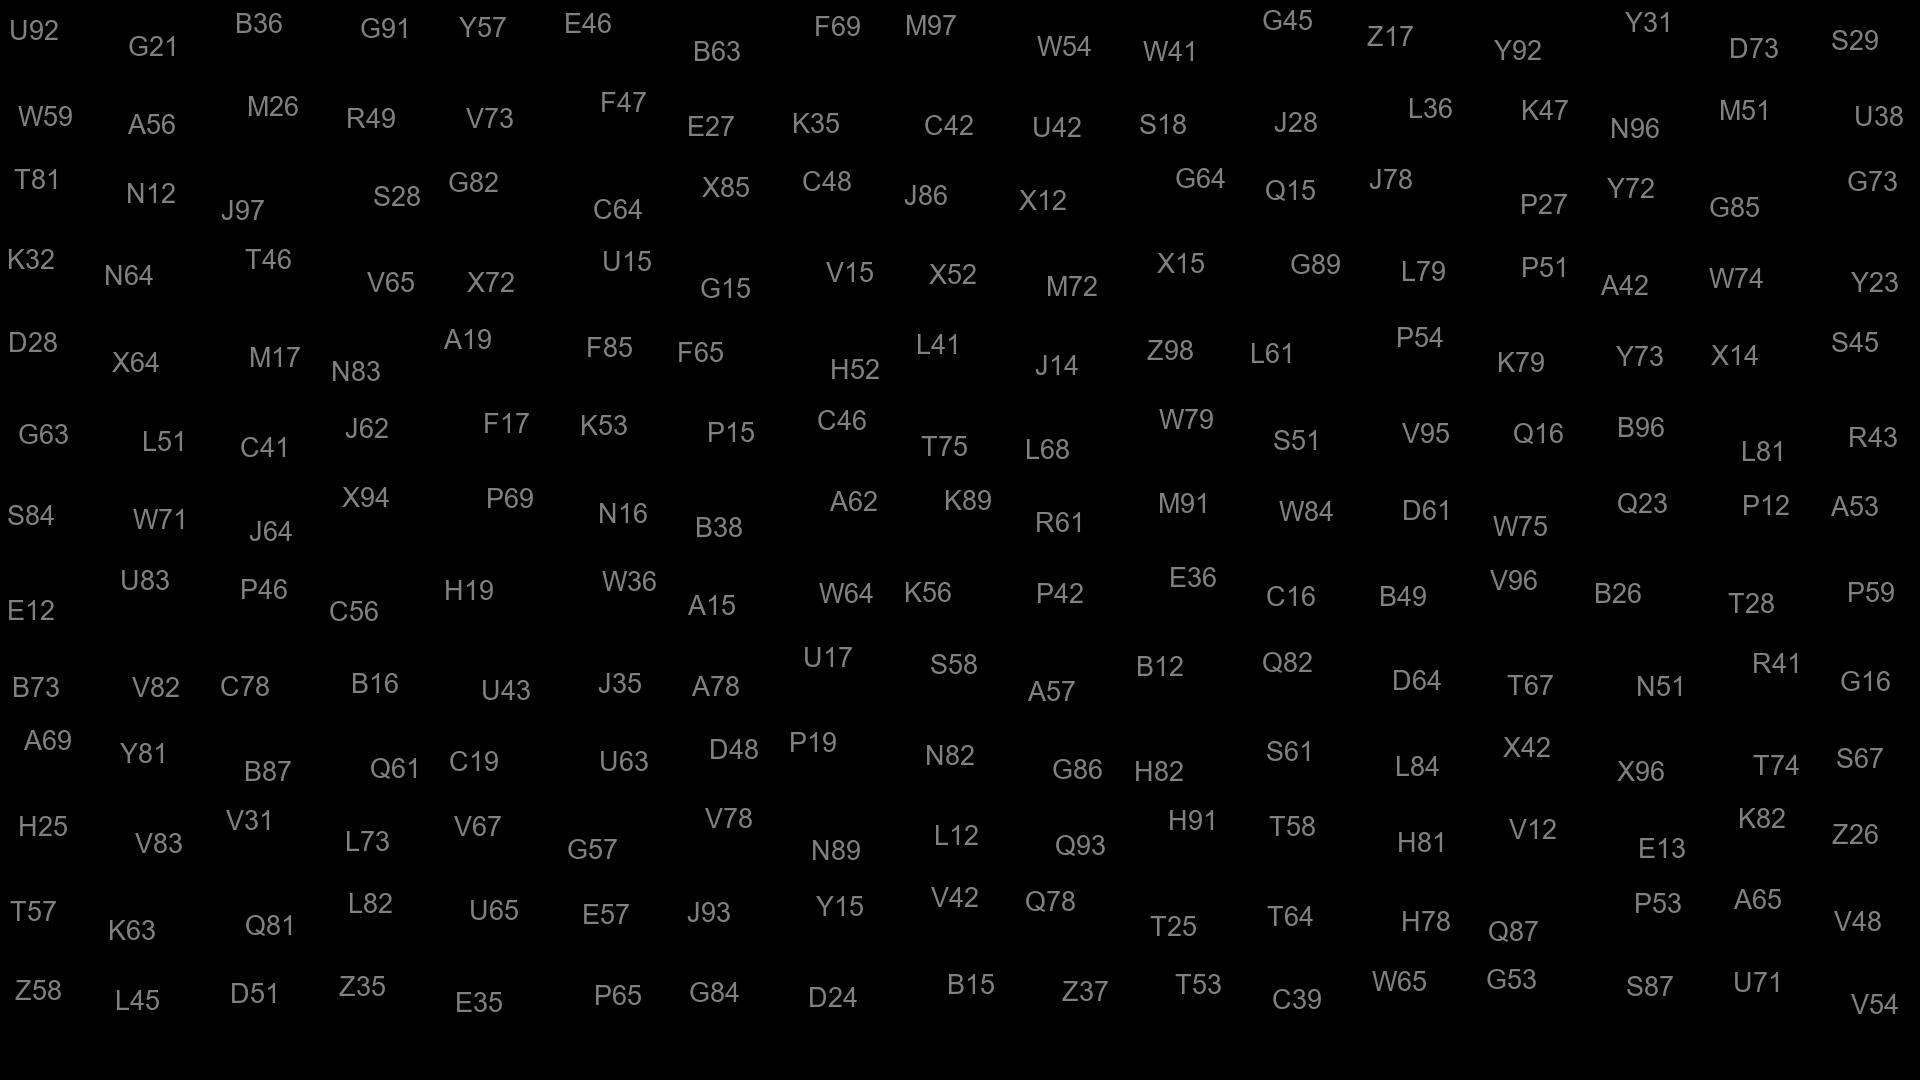 U92 G21 B36 G91 Y57 E46 B63 F69 M97 W54 W41 G45 Z17 Y92 Y31 D73 S29
W59 A56 M26 R49 V73 F47 E27 K35 C42 U42 S18 J28 L36 K47 N96 M51 U38
T81 N12 J97 S28 G82 C64 X85 C48 J86 X12 G64 Q15 J78 P27 Y72 G85 G73
K32 N64 T46 V65 X72 U15 G15 V15 X52 M72 X15 G89 L79 P51 A42 W74 Y23
D28 X64 M17 N83 A19 F85 F65 H52 L41 J14 Z98 L61 P54 K79 Y73 X14 S45
G63 L51 C41 J62 F17 K53 P15 C46 T75 L68 W79 S51 V95 Q16 B96 L81 R43
S84 W71 J64 X94 P69 N16 B38 A62 K89 R61 M91 W84 D61 W75 Q23 P12 A53
E12 U83 P46 C56 H19 W36 A15 W64 K56 P42 E36 C16 B49 V96 B26 T28 P59
B73 V82 C78 B16 U43 J35 A78 U17 S58 A57 B12 Q82 D64 T67 N51 R41 G16
A69 Y81 B87 Q61 C19 U63 D48 P19 N82 G86 H82 S61 L84 X42 X96 T74 S67
H25 V83 V31 L73 V67 G57 V78 N89 L12 Q93 H91 T58 H81 V12 E13 K82 Z26
T57 K63 Q81 L82 U65 E57 J93 Y15 V42 Q78 T25 T64 H78 Q87 P53 A65 V48
Z58 L45 D51 Z35 E35 P65 G84 D24 B15 Z37 T53 C39 W65 G53 S87 U71 V54